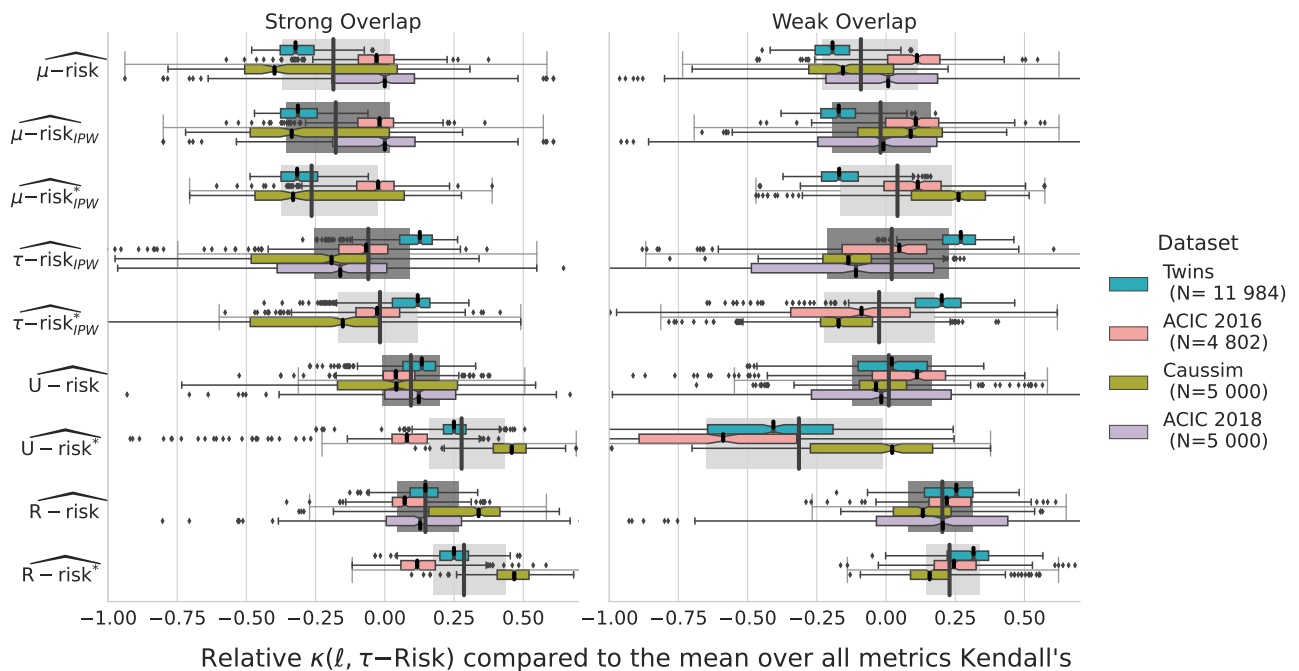 Strong Overlap
Weak Overlap
μ−risk
μ−risk_IPW
μ−risk*_IPW
τ−risk_IPW
τ−risk*_IPW
U − risk
U − risk*
R − risk
R − risk*
−1.00 −0.75 −0.50 −0.25 0.00 0.25 0.50
−1.00 −0.75 −0.50 −0.25 0.00 0.25 0.50
Relative κ(ℓ, τ−Risk) compared to the mean over all metrics Kendall's
Dataset
Twins
(N= 11 984)
ACIC 2016
(N=4 802)
Caussim
(N=5 000)
ACIC 2018
(N=5 000)